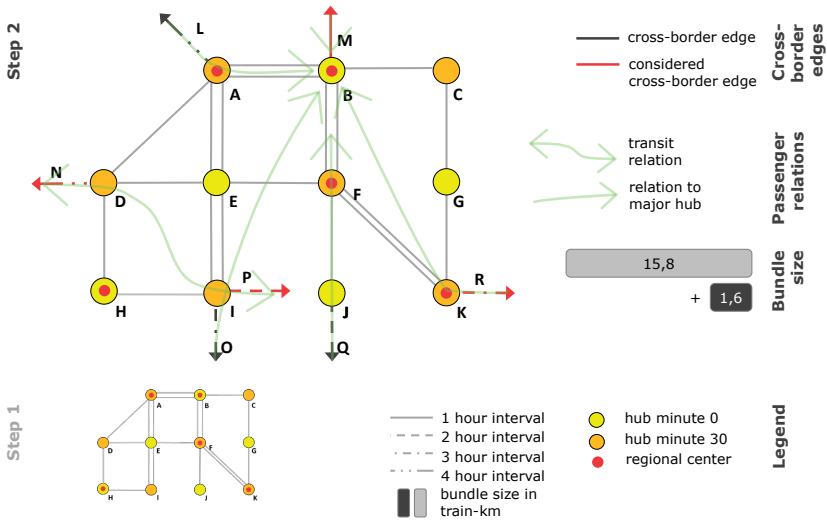 Step 2
L
M
A
B
C
N
D
E
F
G
P
R
H
I
J
K
O
Q
cross-border edge
considered
cross-border edge
Cross-
border
edges
transit
relation
relation to
major hub
Passenger
relations
15,8
+ 1,6
Bundle
size
Step 1
A
B
C
D
E
F
G
H
I
J
K
1 hour interval
2 hour interval
3 hour interval
4 hour interval
bundle size in
train-km
hub minute 0
hub minute 30
regional center
Legend